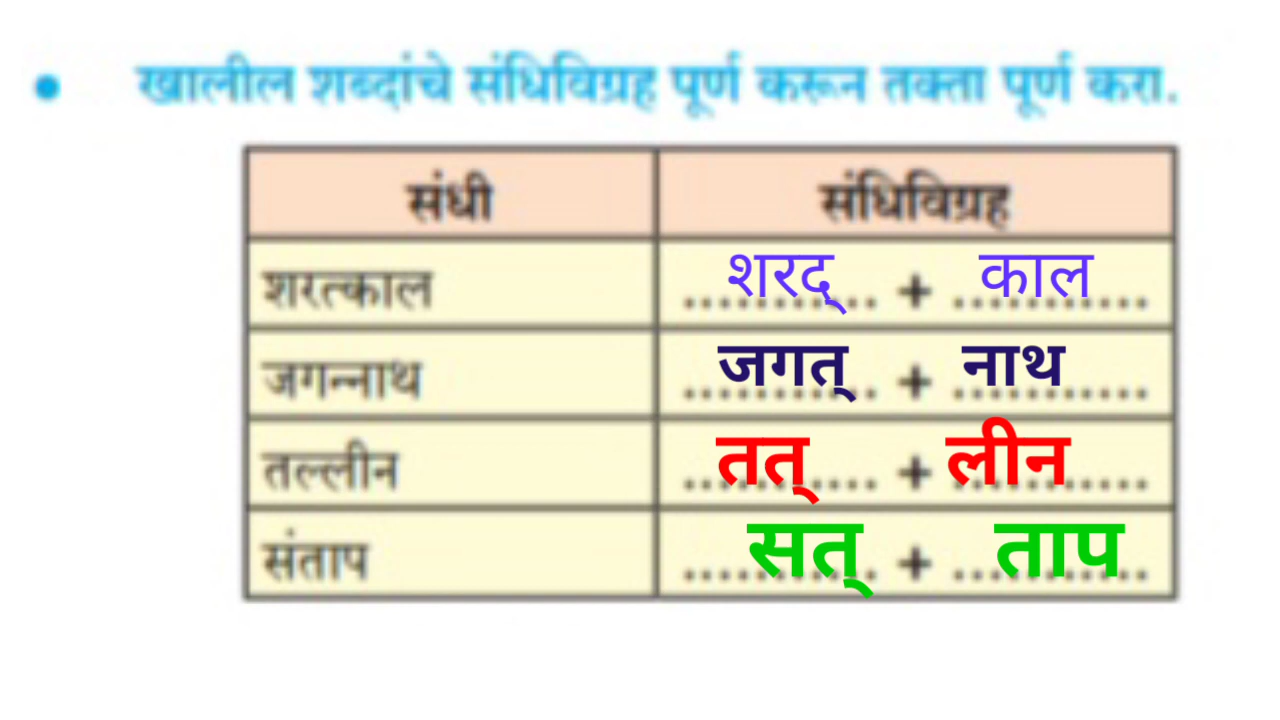 • खालील शब्दांचे संधिविग्रह पूर्ण करून तक्ता पूर्ण करा.
संधी संधिविग्रह
शरत्काल शरद् + काल
जगन्नाथ जगत् + नाथ
तल्लीन तत् + लीन
संताप सत् + ताप